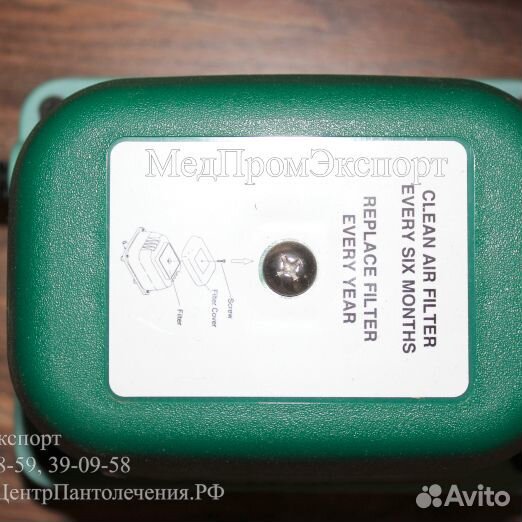 МедПромЭкспорт
CLEAN AIR FILTER
EVERY SIX MONTHS
REPLACE FILTER
EVERY YEAR
Screw
Filter Cover
Filter
кспорт
8-59, 39-09-58
ЦентрПантолечения.РФ
Avito